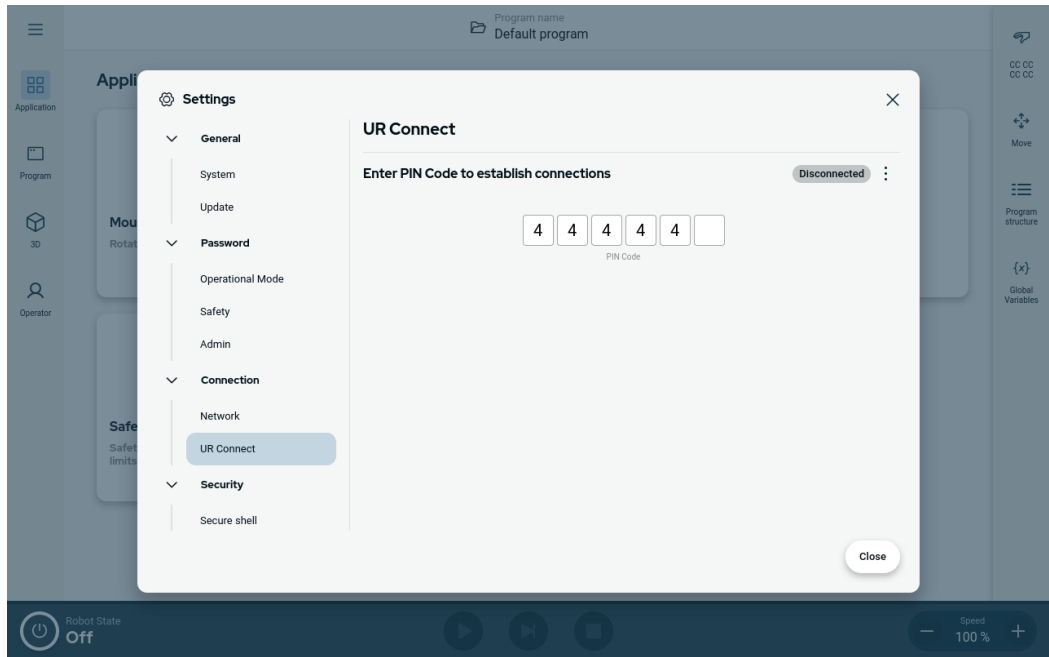 Program name
Default program
Appli
Application
Program
3D
Operator
Mou
Rotat
Safe
Safet
limits
Settings
General
System
Update
Password
Operational Mode
Safety
Admin
Connection
Network
UR Connect
Security
Secure shell
UR Connect
Enter PIN Code to establish connections
Disconnected
4 4 4 4 4
PIN Code
Close
CC CC
CC CC
Move
Program
structure
{x}
Global
Variables
Robot State
Off
Speed
100 %